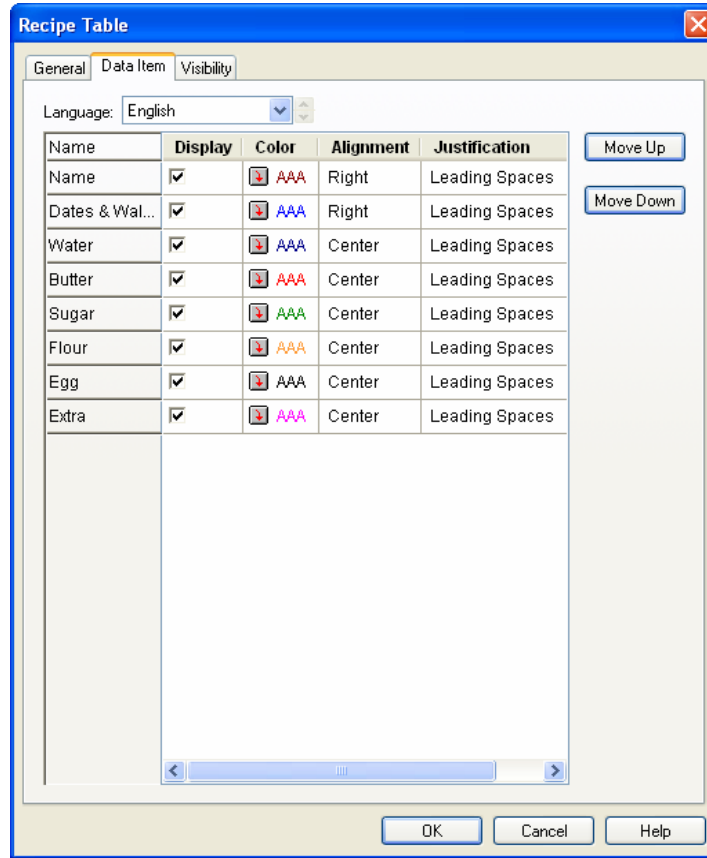 Recipe Table
General Data Item Visibility
Language: English
Name Display Color Alignment Justification Move Up
Name AAA Right Leading Spaces
Dates & Wal... AAA Right Leading Spaces Move Down
Water AAA Center Leading Spaces
Butter AAA Center Leading Spaces
Sugar AAA Center Leading Spaces
Flour AAA Center Leading Spaces
Egg AAA Center Leading Spaces
Extra AAA Center Leading Spaces
OK Cancel Help